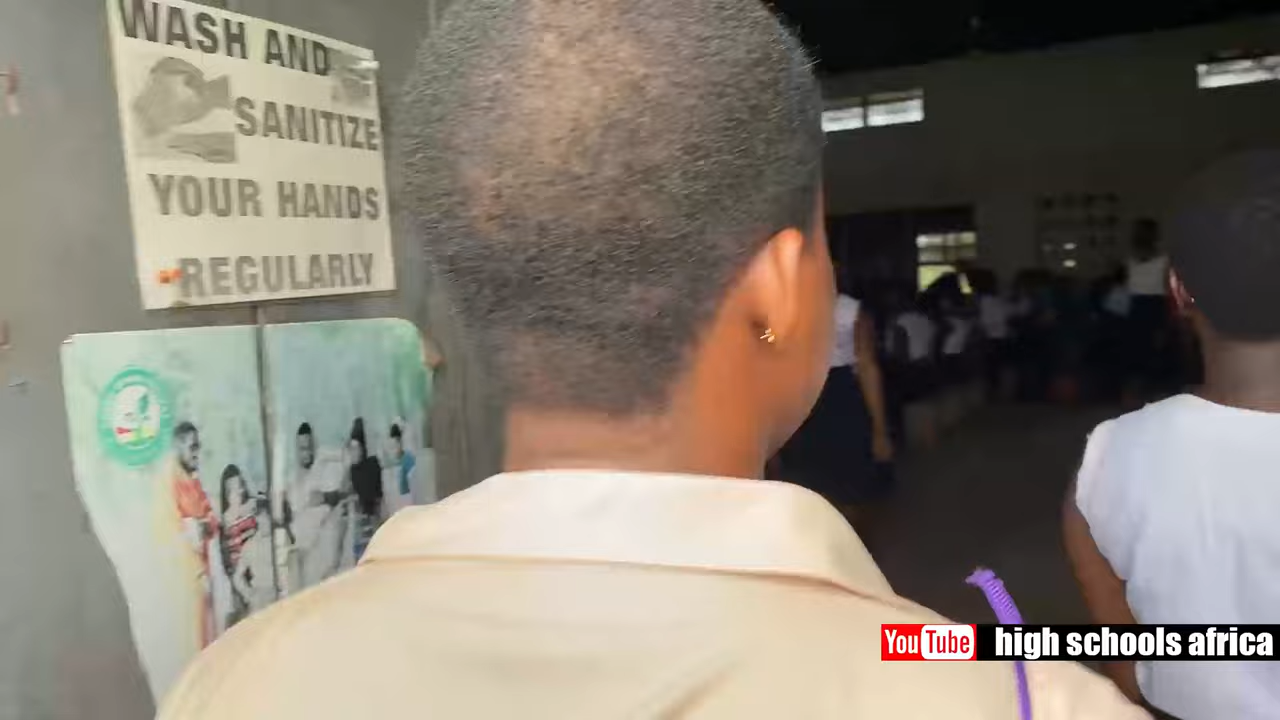 WASH AND
SANITIZE
YOUR HANDS
REGULARLY
YouTube high schools africa